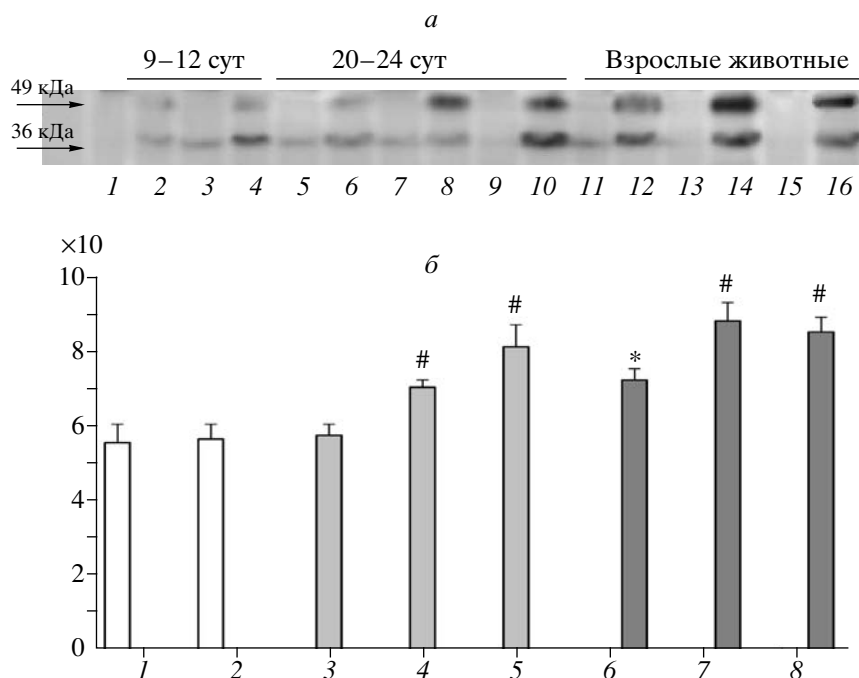 а
9–12 сут 20–24 сут Взрослые животные
49 кДа
36 кДа
1 2 3 4 5 6 7 8 9 10 11 12 13 14 15 16
×10
б
10
8
6
4
2
0
# # * # #
1 2 3 4 5 6 7 8